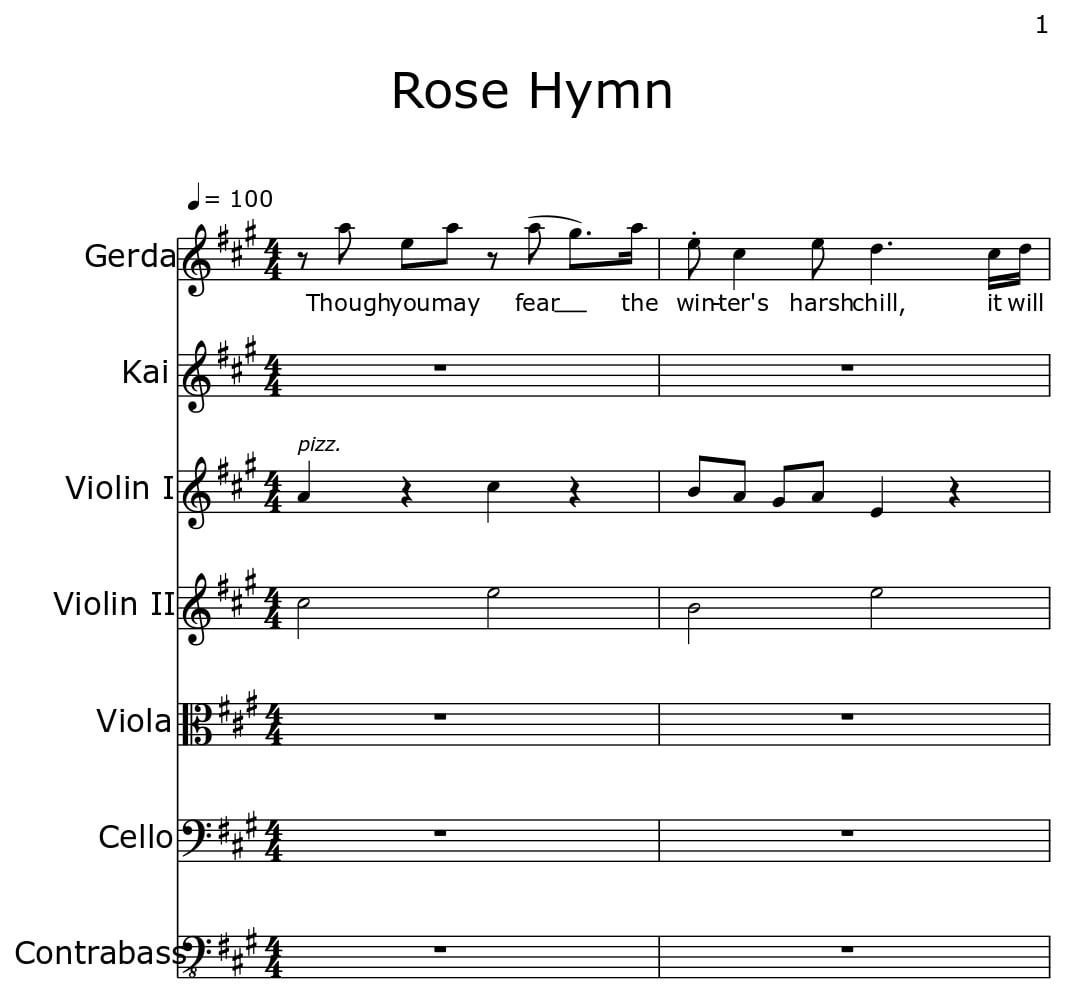 1
Rose Hymn
= 100
Gerda
Though you may fear the win-ter's harsh chill, it will
Kai
pizz.
Violin I
Violin II
Viola
Cello
Contrabass